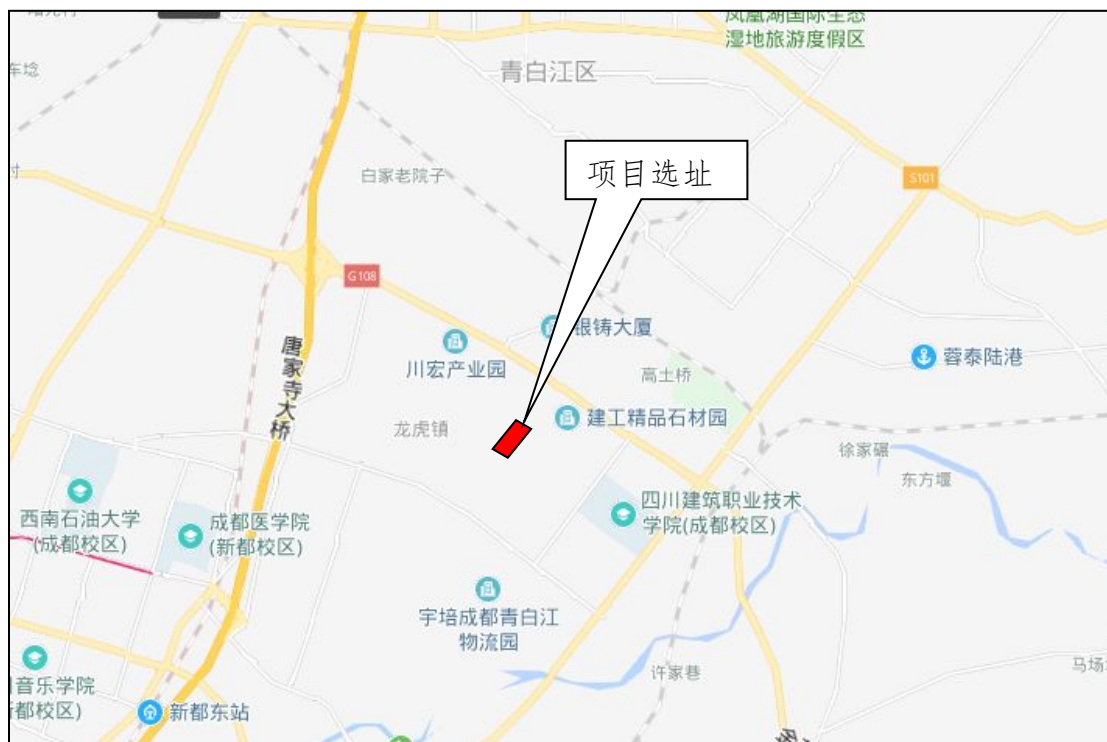 凤凰湖国际生态
湿地旅游度假区
青白江区
项目选址
白家老院子
S101
G108
唐家寺大桥
银铸大厦
川宏产业园
蓉泰陆港
高土桥
建工精品石材园
龙虎镇
徐家碾
东方堰
西南石油大学
(成都校区)
成都医学院
(新都校区)
四川建筑职业技术
学院(成都校区)
宇培成都青白江
物流园
许家巷
马场
音乐学院
都校区)
新都东站